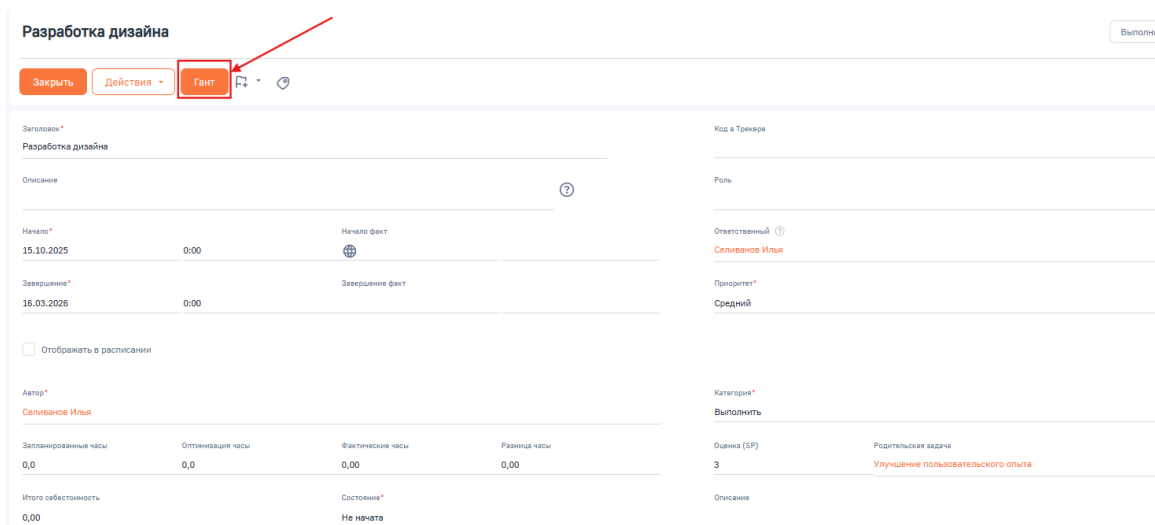 Разработка дизайна
Выполни
Закрыть Действия Гант
Заголовок* Код в Трекере
Разработка дизайна
Описание Роль
Начало* Начало факт Ответственный
15.10.2025 0:00 Селиванов Илья
Завершение* Завершение факт Приоритет*
16.03.2026 0:00 Средний
Отображать в расписании
Автор* Категория*
Селиванов Илья Выполнить
Запланированные часы Оптимизация часы Фактические часы Разница часы Оценка (SP) Родительская задача
0,0 0,0 0,00 0,00 3 Улучшение пользовательского опыта
Итого себестоимость Состояние* Описание
0,00 Не начата